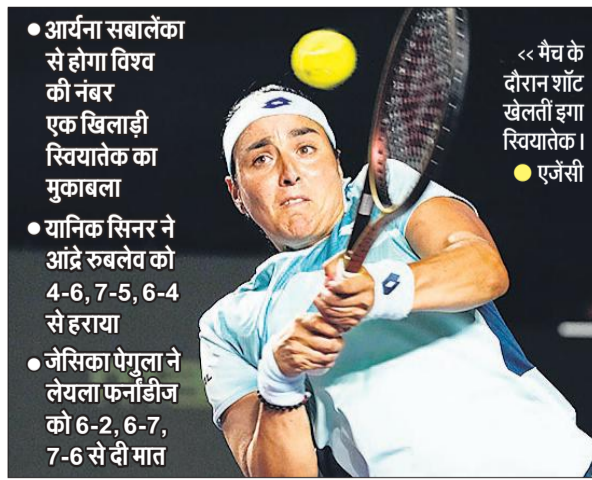 आर्यना सबालेंका
से होगा विश्व
की नंबर
एक खिलाड़ी
स्वियातेक का
मुकाबला
यानिक सिनर ने
आंद्रे रुबलेव को
4-6, 7-5, 6-4
से हराया
जेसिका पेगुला ने
लेयला फर्नांडीज
को 6-2, 6-7,
7-6 से दी मात
<< मैच के
दौरान शॉट
खेलतीं इगा
स्वियातेक।
एजेंसी